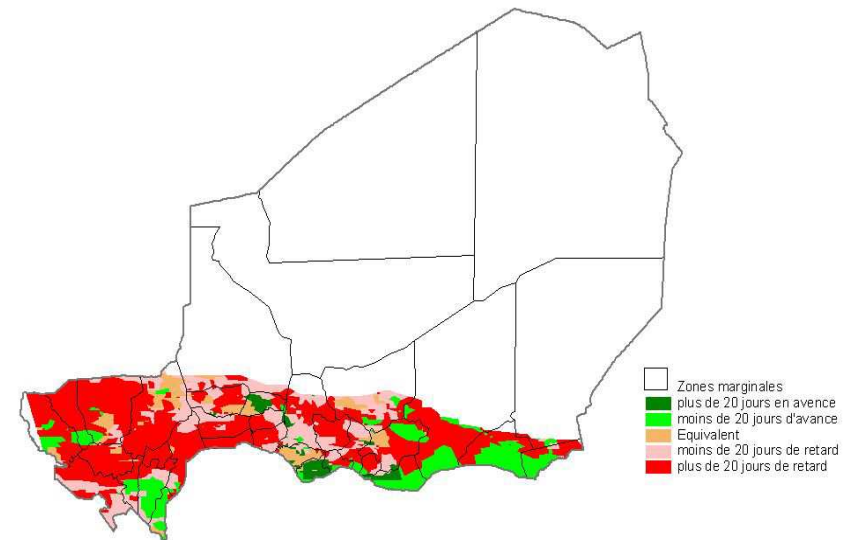 Zones marginales
plus de 20 jours en avence
moins de 20 jours d'avance
Equivalent
moins de 20 jours de retard
plus de 20 jours de retard